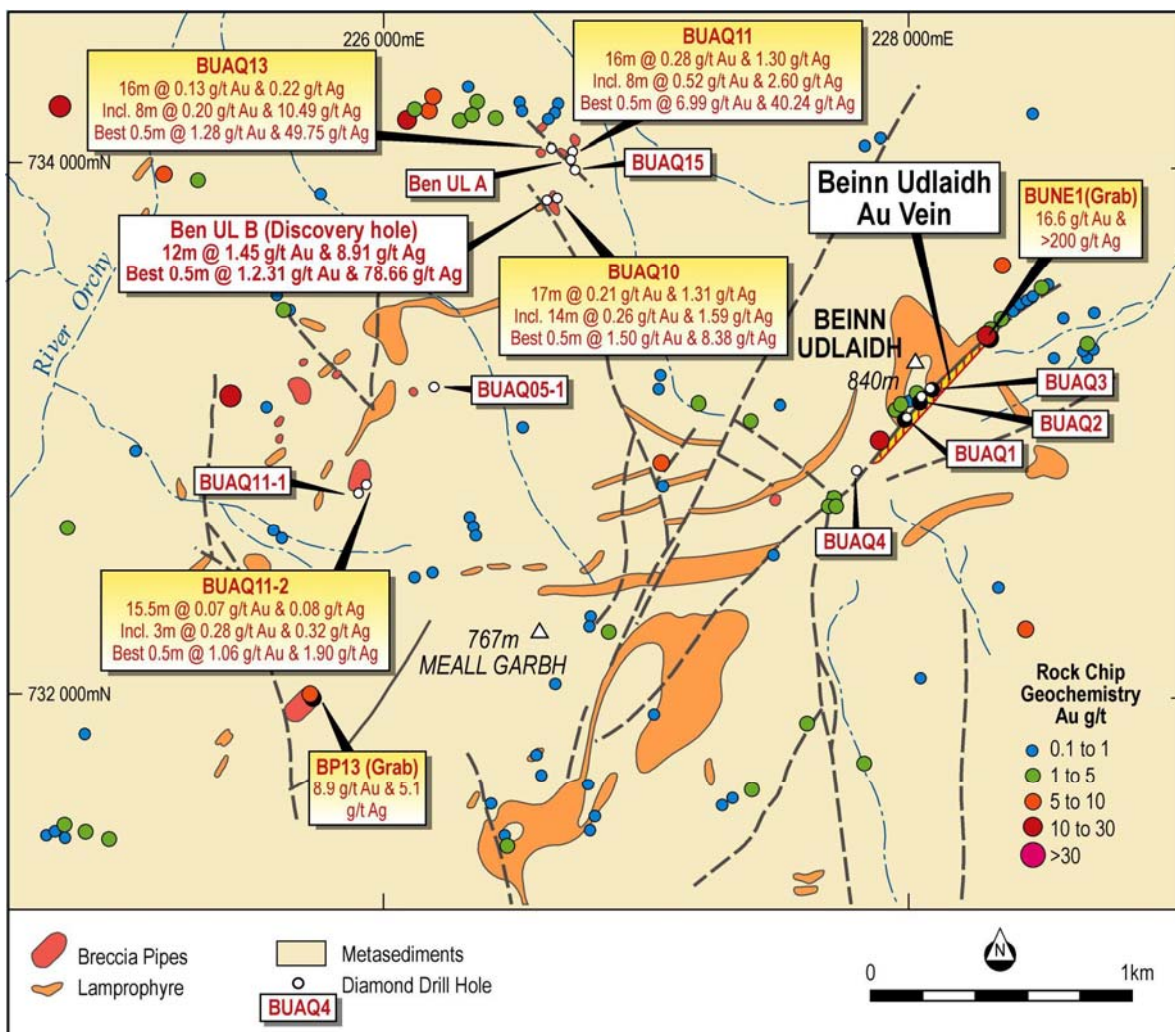 226 000mE
228 000mE
BUAQ13
16m @ 0.13 g/t Au & 0.22 g/t Ag
Incl. 8m @ 0.20 g/t Au & 10.49 g/t Ag
Best 0.5m @ 1.28 g/t Au & 49.75 g/t Ag
BUAQ11
16m @ 0.28 g/t Au & 1.30 g/t Ag
Incl. 8m @ 0.52 g/t Au & 2.60 g/t Ag
Best 0.5m @ 6.99 g/t Au & 40.24 g/t Ag
734 000mN
Ben UL A
BUAQ15
Beinn Udlaidh
Au Vein
BUNE1(Grab)
16.6 g/t Au &
>200 g/t Ag
Ben UL B (Discovery hole)
12m @ 1.45 g/t Au & 8.91 g/t Ag
Best 0.5m @ 1.2.31 g/t Au & 78.66 g/t Ag
BUAQ10
17m @ 0.21 g/t Au & 1.31 g/t Ag
Incl. 14m @ 0.26 g/t Au & 1.59 g/t Ag
Best 0.5m @ 1.50 g/t Au & 8.38 g/t Ag
River Orchy
BEINN
UDLAIDH
840m
BUAQ05-1
BUAQ3
BUAQ2
BUAQ1
BUAQ11-1
BUAQ4
BUAQ11-2
15.5m @ 0.07 g/t Au & 0.08 g/t Ag
Incl. 3m @ 0.28 g/t Au & 0.32 g/t Ag
Best 0.5m @ 1.06 g/t Au & 1.90 g/t Ag
767m
MEALL GARBH
732 000mN
BP13 (Grab)
8.9 g/t Au & 5.1
g/t Ag
Rock Chip
Geochemistry
Au g/t
0.1 to 1
1 to 5
5 to 10
10 to 30
>30
Breccia Pipes
Lamprophyre
Metasediments
Diamond Drill Hole
BUAQ4
N
0
1km